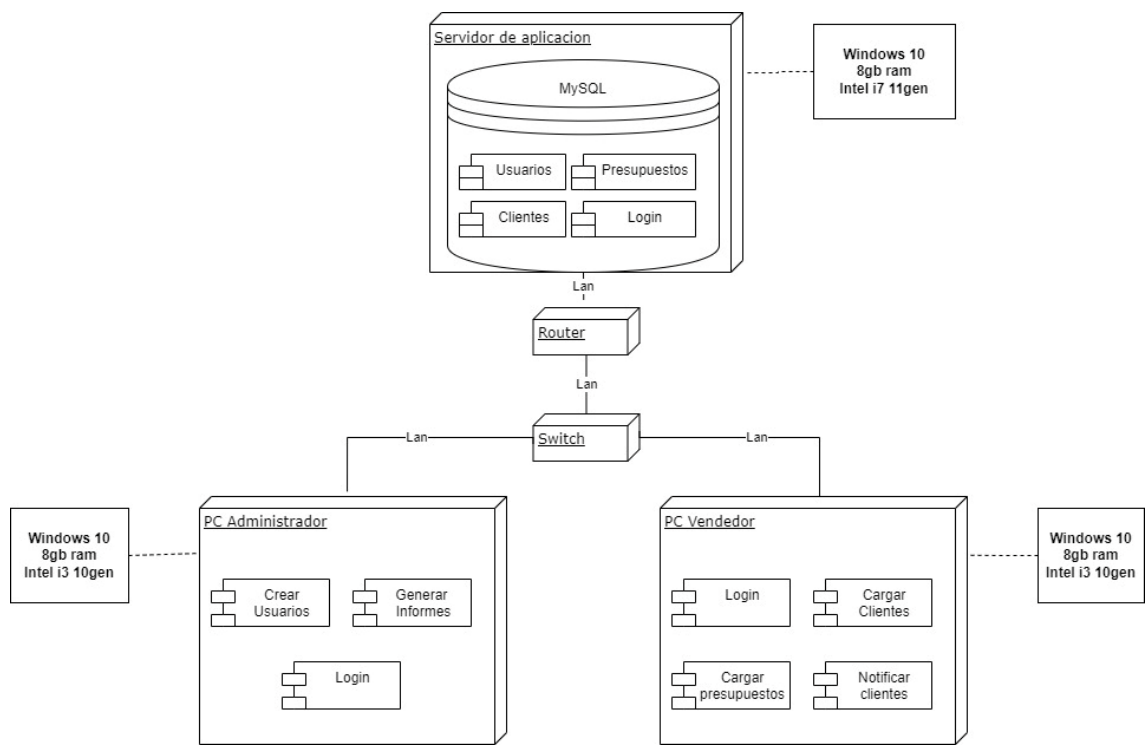 Servidor de aplicacion
MySQL
Usuarios
Presupuestos
Clientes
Login
Windows 10
8gb ram
Intel i7 11gen
Lan
Router
Lan
Switch
Lan
Lan
Windows 10
8gb ram
Intel i3 10gen
PC Administrador
Crear
Usuarios
Generar
Informes
Login
PC Vendedor
Login
Cargar
Clientes
Cargar
presupuestos
Notificar
clientes
Windows 10
8gb ram
Intel i3 10gen